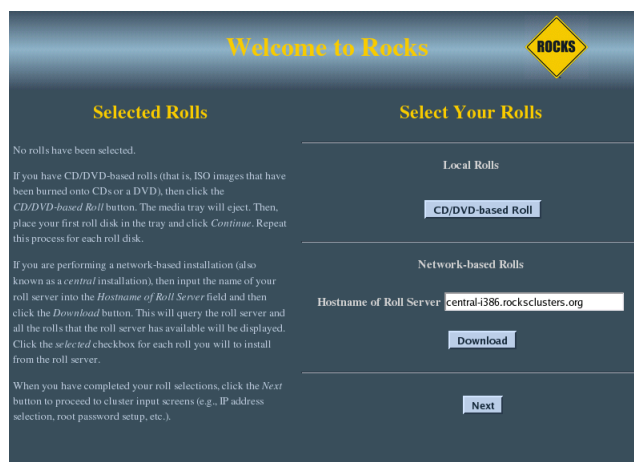 Welcome to Rocks
ROCKS
Selected Rolls
No rolls have been selected.
If you have CD/DVD-based rolls (that is, ISO images that have
been burned onto CDs or a DVD), then click the
CD/DVD-based Roll button. The media tray will eject. Then,
place your first roll disk in the tray and click Continue. Repeat
this process for each roll disk.
If you are performing a network-based installation (also
known as a central installation), then input the name of your
roll server into the Hostname of Roll Server field and then
click the Download button. This will query the roll server and
all the rolls that the roll server has available will be displayed.
Click the selected checkbox for each roll you will to install
from the roll server.
When you have completed your roll selections, click the Next
button to proceed to cluster input screens (e.g., IP address
selection, root password setup, etc.).
Select Your Rolls
Local Rolls
CD/DVD-based Roll
Network-based Rolls
Hostname of Roll Server central-i386.rocksclusters.org
Download
Next